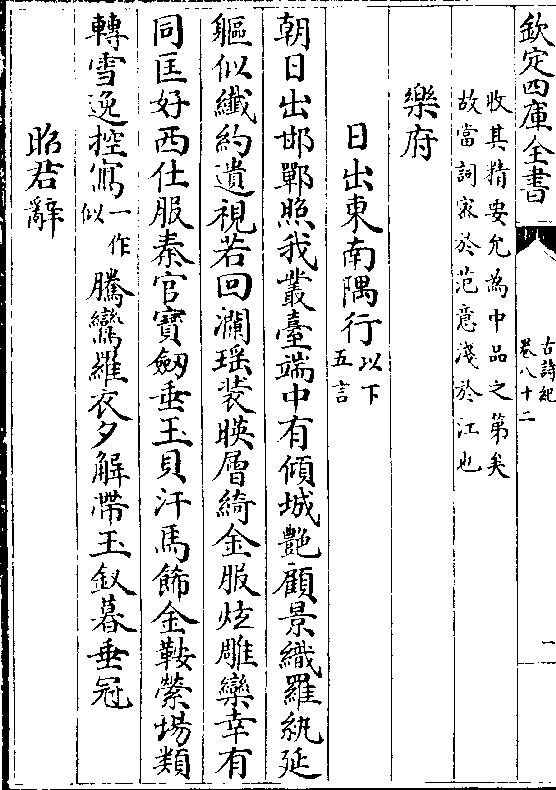 欽定四庫全書
古詩紀
卷八十二
一
收其精要允為中品之第矣
故當詞寡於范意淺於江也
樂府
日出東南隅行以下
五言
朝日出邯鄲照我叢臺端中有傾城艷顧景織羅紈延
軀似纖約遺視若回瀾瑶裝暎層綺金服炫雕欒幸有
同匡好西仕服秦官寶劒垂玉貝汗馬飾金鞍縈場類
轉雪逸控寫一作
似騰鸞羅衣夕解帶玉釵暮垂冠
昭君辭